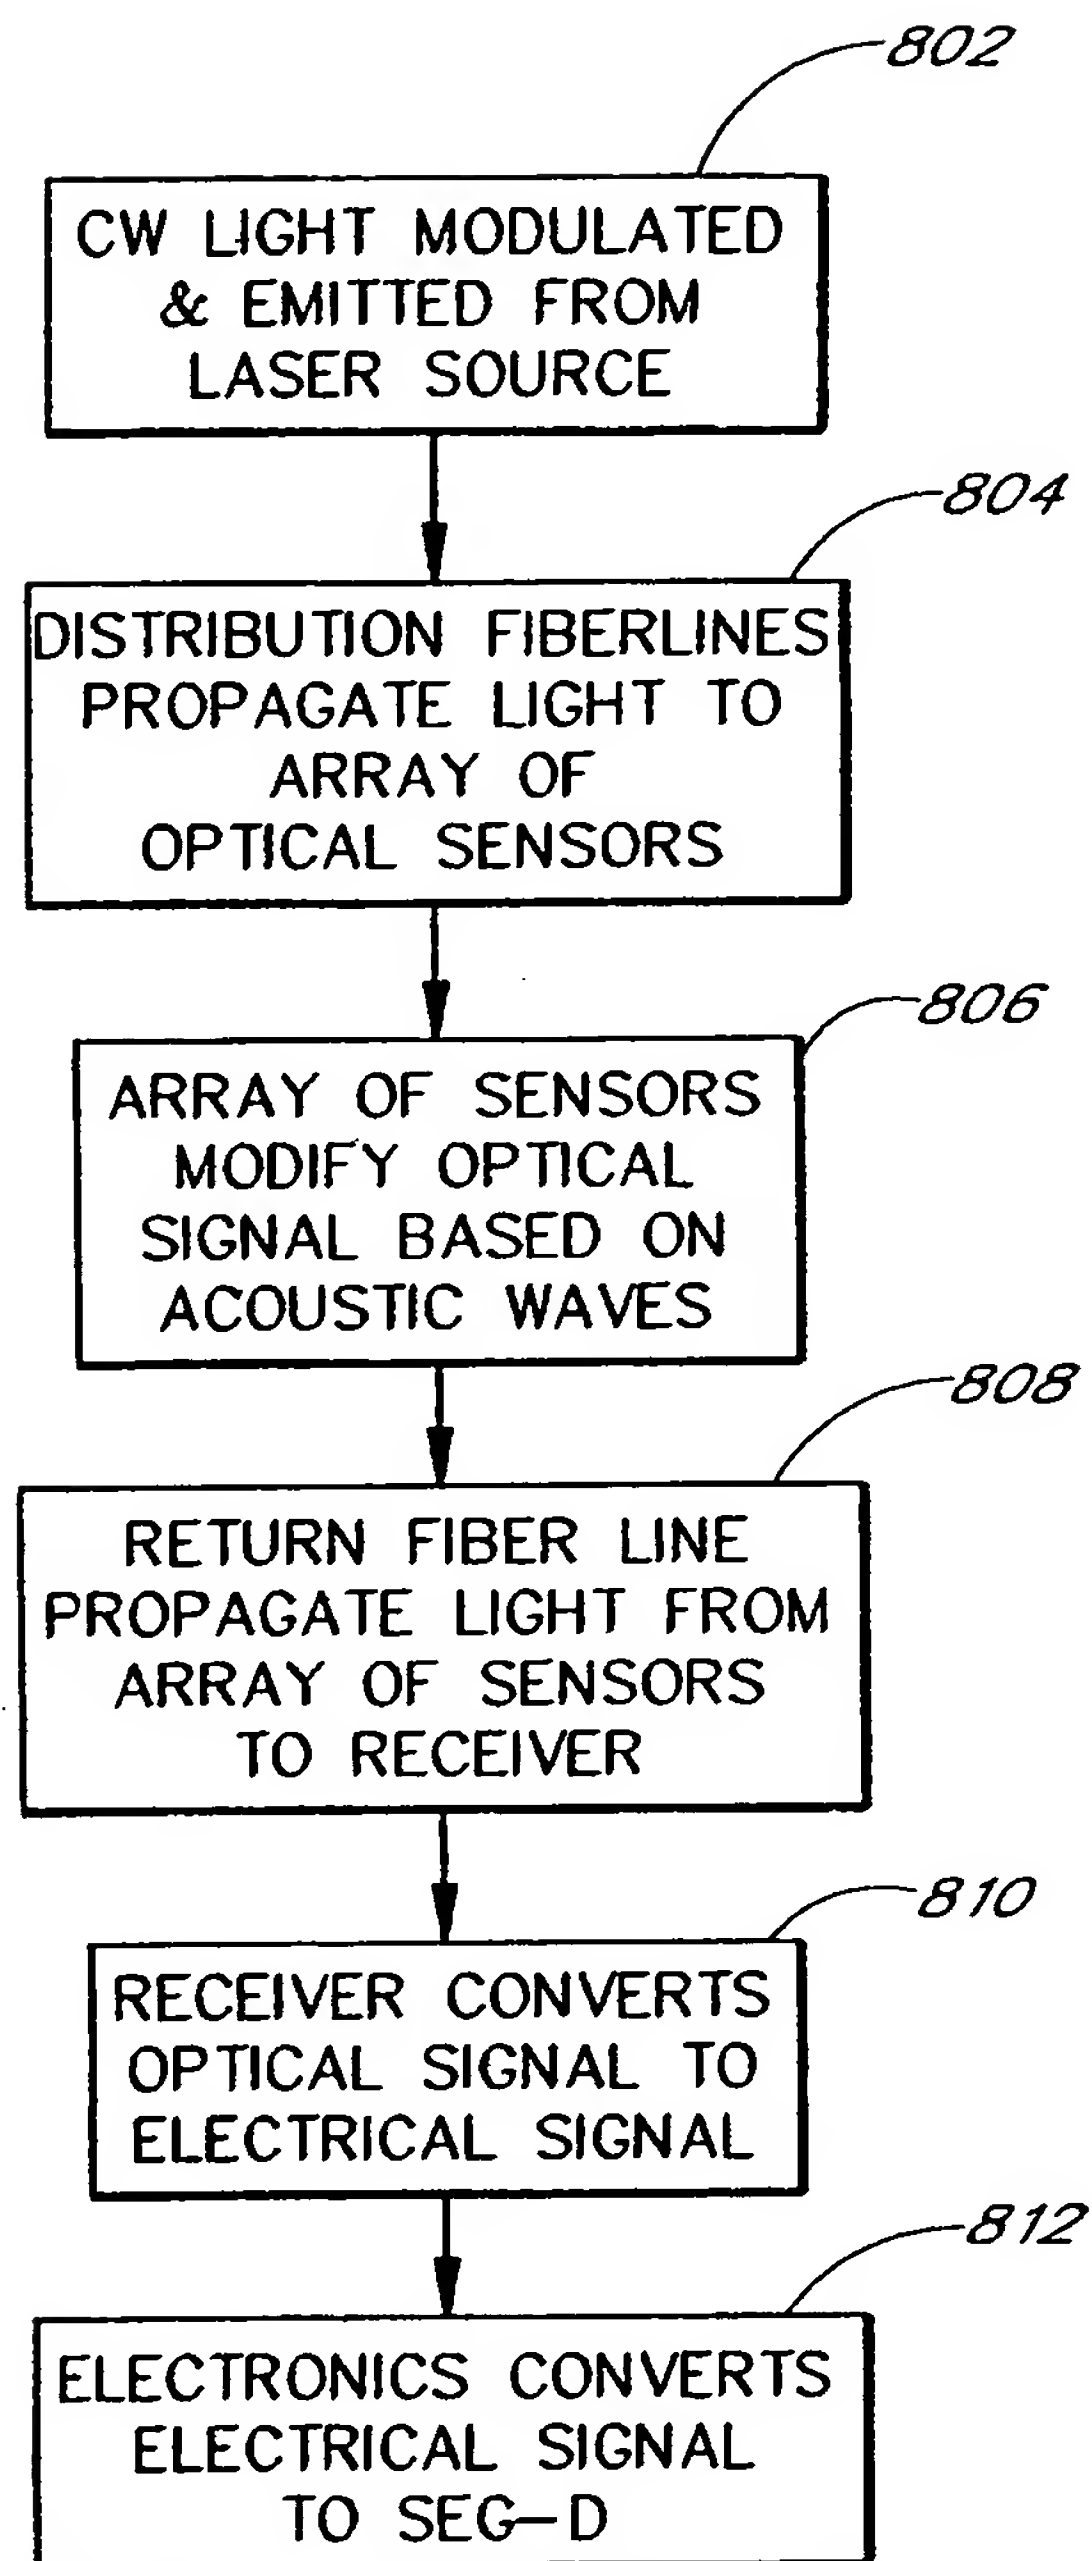 802
CW LIGHT MODULATED
& EMITTED FROM
LASER SOURCE
804
DISTRIBUTION FIBERLINES
PROPAGATE LIGHT TO
ARRAY OF
OPTICAL SENSORS
806
ARRAY OF SENSORS
MODIFY OPTICAL
SIGNAL BASED ON
ACOUSTIC WAVES
808
RETURN FIBER LINE
PROPAGATE LIGHT FROM
ARRAY OF SENSORS
TO RECEIVER
810
RECEIVER CONVERTS
OPTICAL SIGNAL TO
ELECTRICAL SIGNAL
812
ELECTRONICS CONVERTS
ELECTRICAL SIGNAL
TO SEG-D